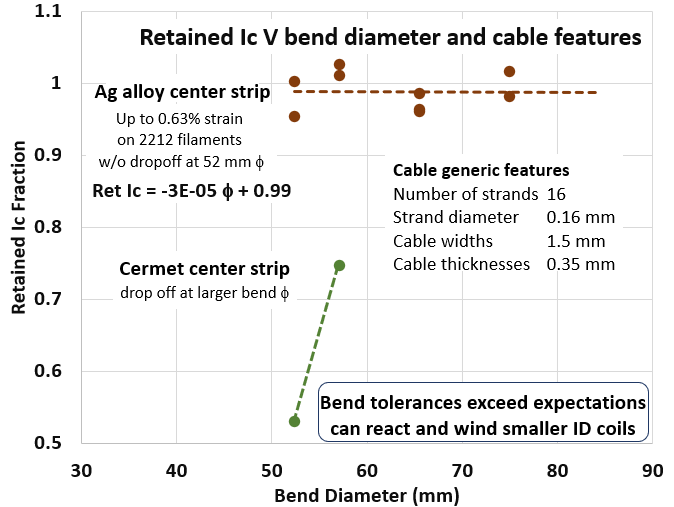 Retained Ic V bend diameter and cable features
Ag alloy center strip
Up to 0.63% strain
on 2212 filaments
w/o dropoff at 52 mm ϕ
Ret Ic = -3E-05 ϕ + 0.99
Cable generic features
Number of strands 16
Strand diameter 0.16 mm
Cable widths 1.5 mm
Cable thicknesses 0.35 mm
Cermet center strip
drop off at larger bend ϕ
Bend tolerances exceed expectations
can react and wind smaller ID coils
Retained Ic Fraction
1.1
1
0.9
0.8
0.7
0.6
0.5
30 40 50 60 70 80 90
Bend Diameter (mm)